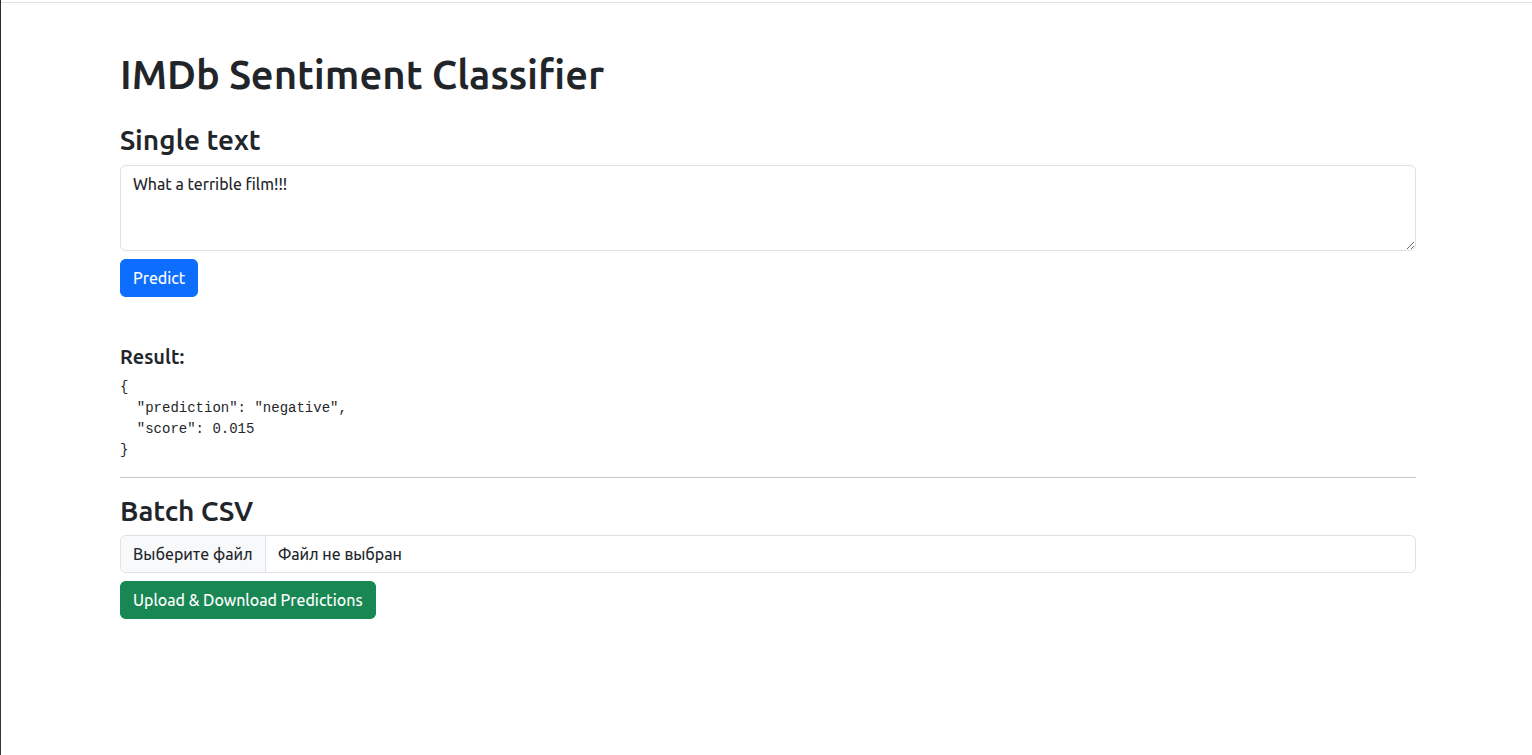 IMDb Sentiment Classifier
Single text
What a terrible film!!!
Predict
Result:
{
  "prediction": "negative",
  "score": 0.015
}
Batch CSV
Выберите файл Файл не выбран
Upload & Download Predictions